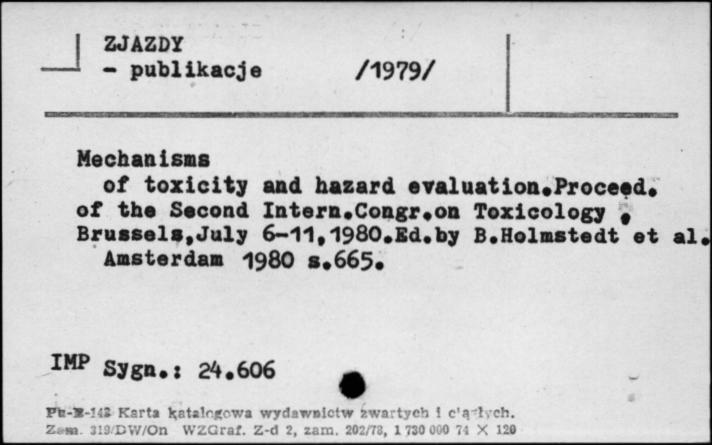 ZJAZDY
- publikacje /1979/
Mechanisms
of toxicity and hazard evaluation.Proceed.
of the Second Intern.Congr.on Toxicology ,
Brussels,July 6-11,1980.Ed.by B.Holmstedt et al.
Amsterdam 1980 s.665.
IMP Sygn.: 24.606
Pu-K-143 Karta katalogowa wydawnictw zwartych i ciągłych.
Zam. 319/DW/On WZGraf. Z-d 2, zam. 202/78, 1 730 000 74 X 120